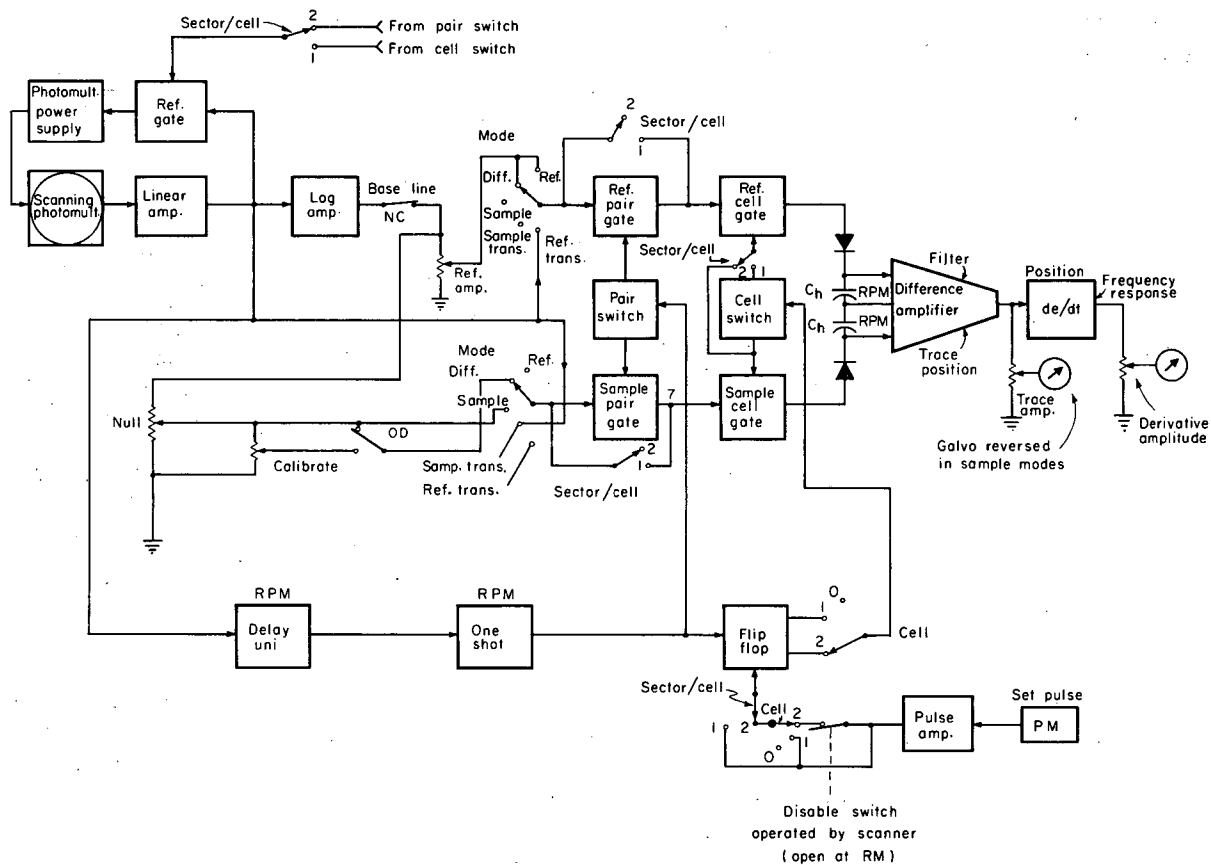 Sector/cell
2
From pair switch
1
From cell switch
Photomult.
power
supply
Ref.
gate
Scanning
photomult.
Linear
amp.
Log
amp.
Base line
NC
Ref.
amp.
Mode
Diff.
Ref.
Sample
Sample
trans.
Ref.
trans.
2
Sector/cell
1
Ref.
pair
gate
Ref.
cell
gate
Sector/cell
2
1
Pair
switch
Cell
switch
Ch
RPM
Ch
RPM
Filter
Difference
amplifier
Trace
position
Position
de/dt
Frequency
response
Trace
amp.
Derivative
amplitude
Galvo reversed
in sample modes
Mode
Ref.
Diff.
Sample
Samp. trans.
Ref. trans.
Sample
pair
gate
7
2
1
Sector/cell
Sample
cell
gate
Null
OD
Calibrate
RPM
Delay
uni
RPM
One
shot
Flip
flop
1
0
2
Cell
Sector/cell
1
2
Cell
2
0
1
Pulse
amp.
Set pulse
PM
Disable switch
operated by scanner
(open at RM)